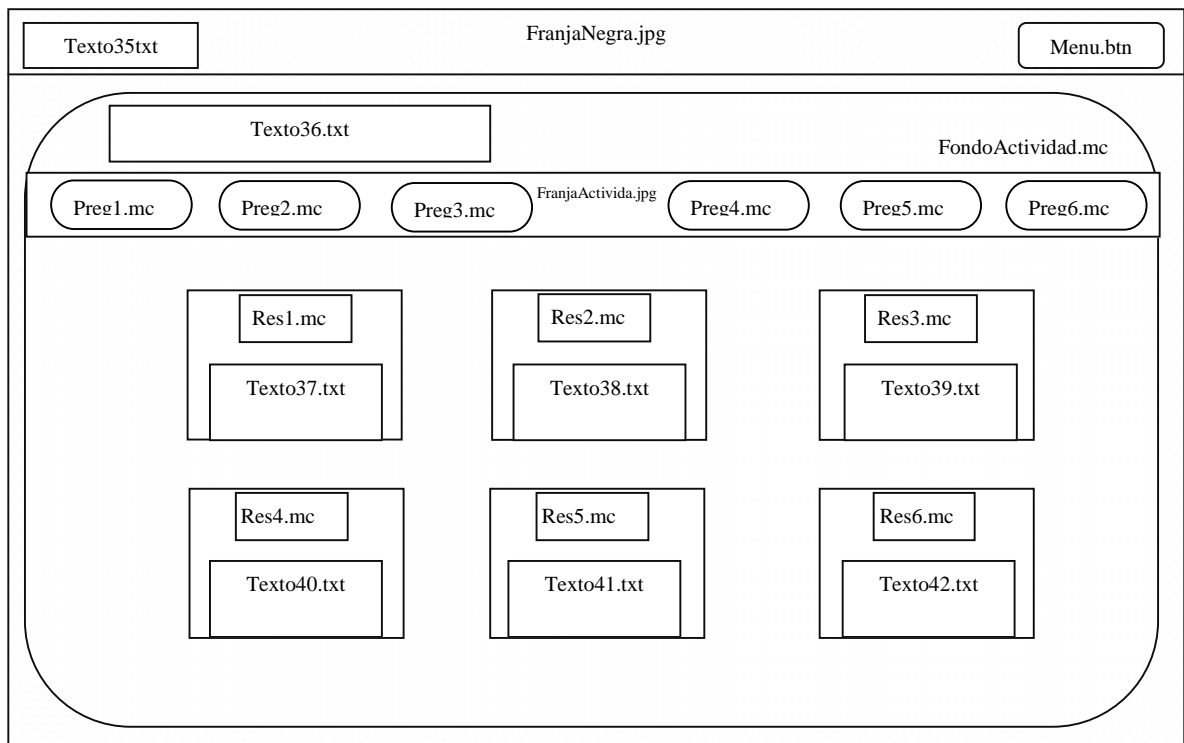 Texto35txt
FranjaNegra.jpg
Menu.btn
Texto36.txt
FondoActividad.mc
Preg1.mc
Preg2.mc
Preg3.mc
FranjaActivida.jpg
Preg4.mc
Preg5.mc
Preg6.mc
Res1.mc
Res2.mc
Res3.mc
Texto37.txt
Texto38.txt
Texto39.txt
Res4.mc
Res5.mc
Res6.mc
Texto40.txt
Texto41.txt
Texto42.txt